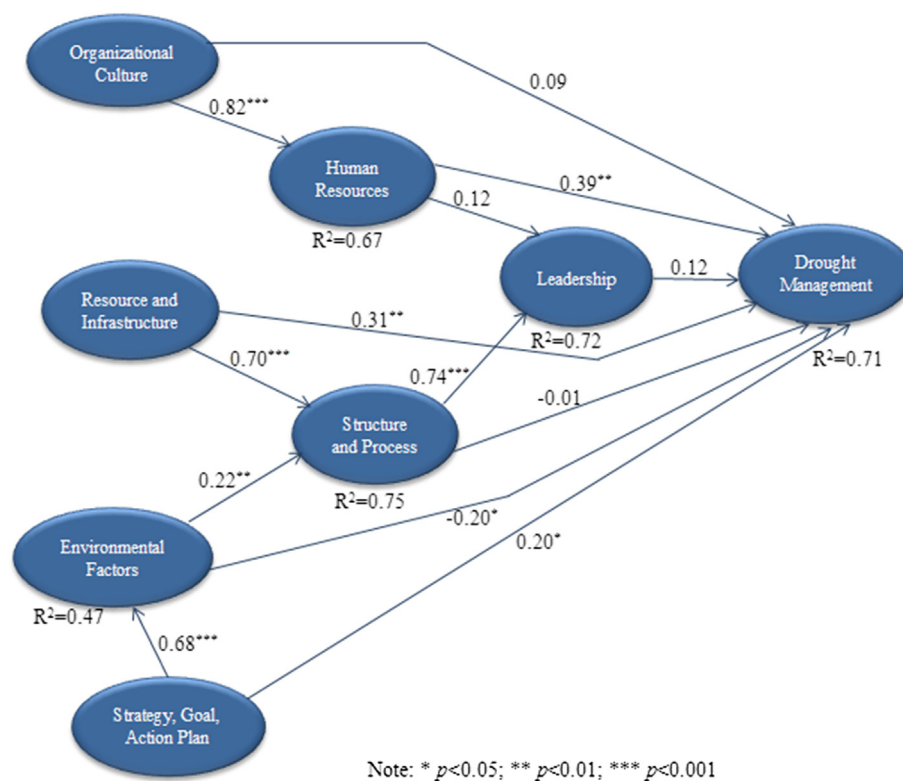 Organizational
Culture
0.09
0.82***
Human
Resources
0.39**
0.12
R²=0.67
Leadership
0.12
Drought
Management
Resource and
Infrastructure
0.31**
R²=0.72
R²=0.71
0.70***
0.74***
-0.01
Structure
and Process
0.22**
R²=0.75
-0.20*
0.20*
Environmental
Factors
R²=0.47
0.68***
Strategy, Goal,
Action Plan
Note: * p<0.05; ** p<0.01; *** p<0.001